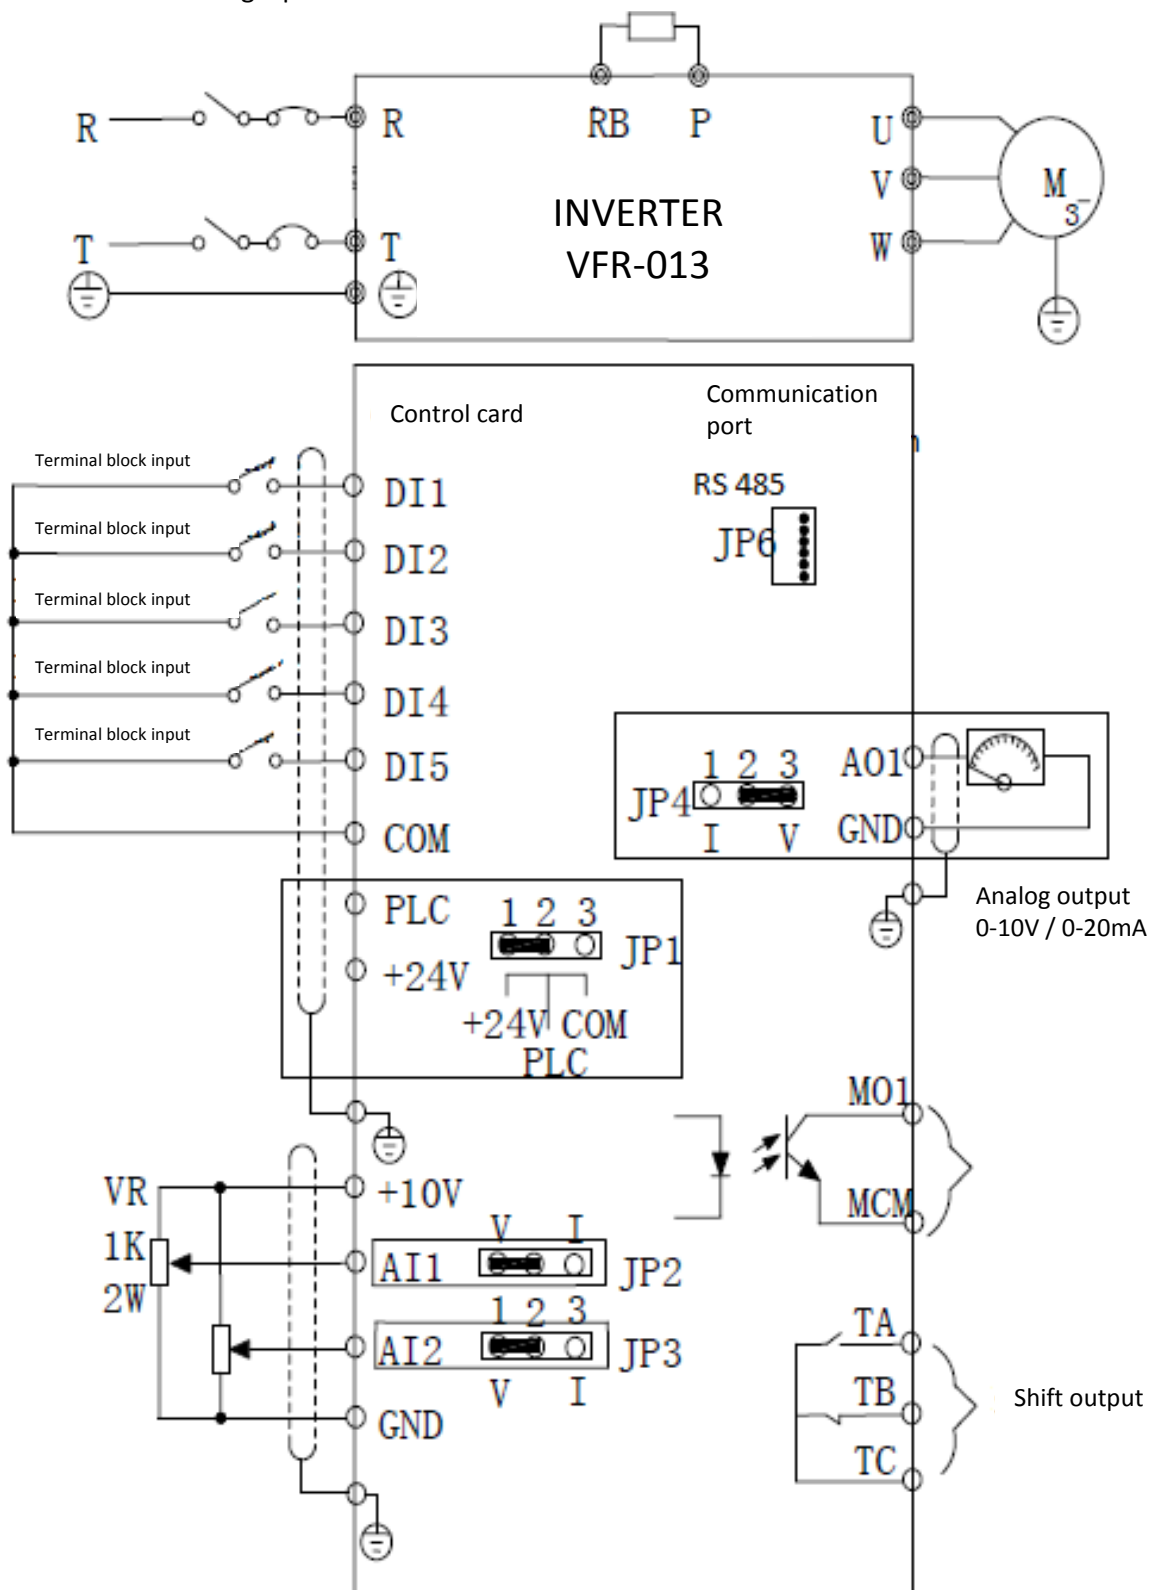 RB P
R R U
V M
3~
INVERTER
VFR-013
T T W
Control card
Communication
port
RS 485
JP6
Terminal block input
DI1
Terminal block input
DI2
Terminal block input
DI3
Terminal block input
DI4
Terminal block input
DI5
COM
1 2 3
JP4
I V
AO1
GND
Analog output
0-10V / 0-20mA
PLC
+24V
1 2 3
JP1
+24V COM
PLC
MO1
MCM
VR
1K
2W
+10V
V I
AI1 JP2
1 2 3
AI2 JP3
V I
GND
TA
TB
TC
Shift output